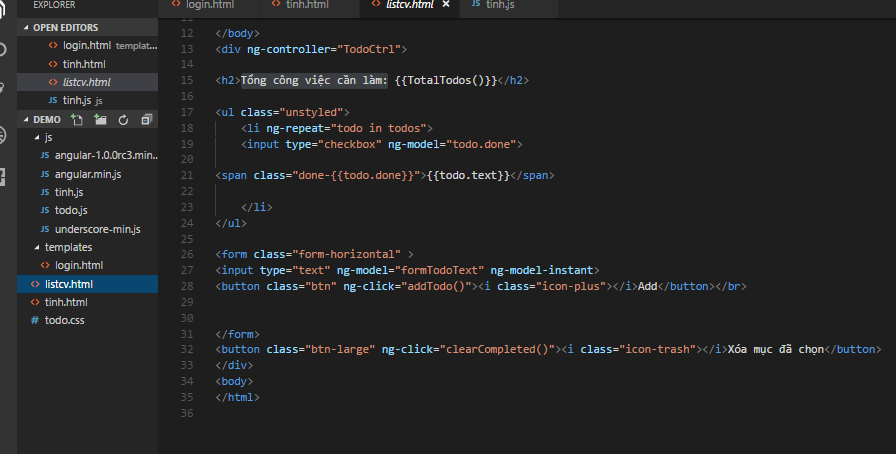 EXPLORER
OPEN EDITORS
login.html templat...
tinh.html
listcv.html
tinh.js js
DEMO
js
angular-1.0.0rc3.min...
angular.min.js
tinh.js
todo.js
underscore-min.js
templates
login.html
listcv.html
tinh.html
todo.css
login.html tinh.html listcv.html tinh.js
12 </body>
13 <div ng-controller="TodoCtrl">
14
15 <h2>Tổng công việc cần làm: {{TotalTodos()}}</h2>
16
17 <ul class="unstyled">
18 <li ng-repeat="todo in todos">
19 <input type="checkbox" ng-model="todo.done">
20
21 <span class="done-{{todo.done}}">{{todo.text}}</span>
22
23 </li>
24 </ul>
25
26 <form class="form-horizontal" >
27 <input type="text" ng-model="formTodoText" ng-model-instant>
28 <button class="btn" ng-click="addTodo()"><i class="icon-plus"></i>Add</button></br>
29
30
31 </form>
32 <button class="btn-large" ng-click="clearCompleted()"><i class="icon-trash"></i>Xóa mục đã chọn</button>
33 </div>
34 <body>
35 </html>
36